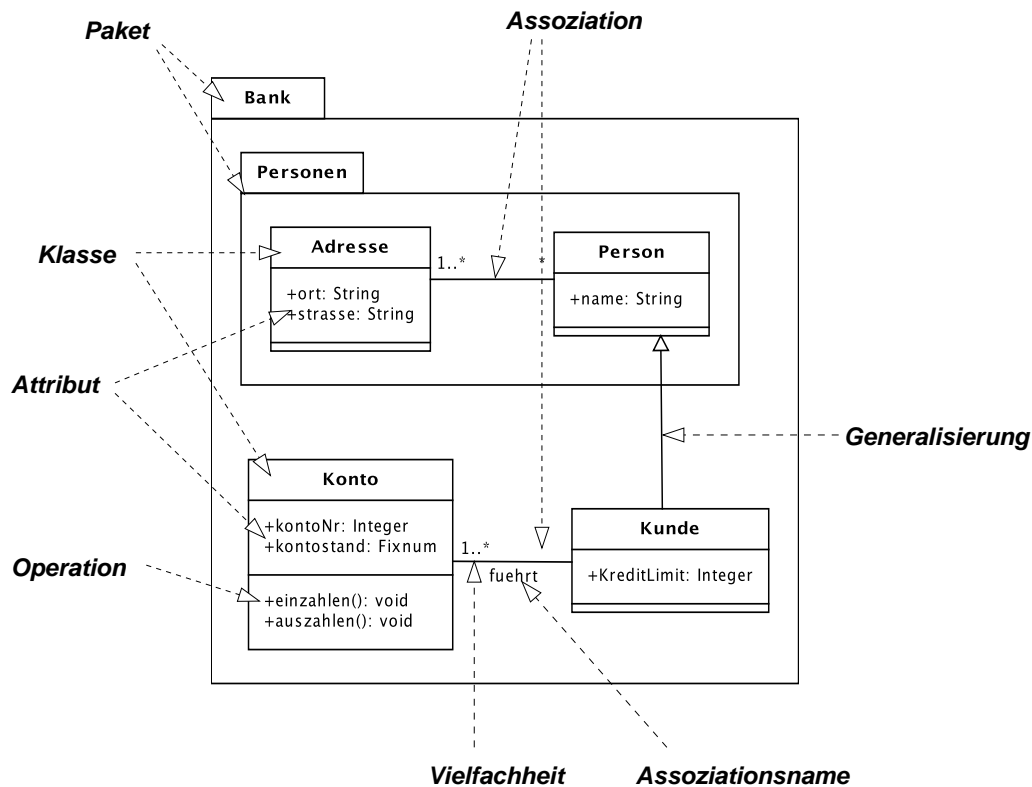 Assoziation
Paket
Bank
Personen
Adresse
Person
Klasse
1..*
*
+ort: String
+strasse: String
+name: String
Attribut
Generalisierung
Konto
+kontoNr: Integer
+kontostand: Fixnum
Kunde
1..*
fuehrt
+KreditLimit: Integer
Operation
+einzahlen(): void
+auszahlen(): void
Vielfachheit
Assoziationsname